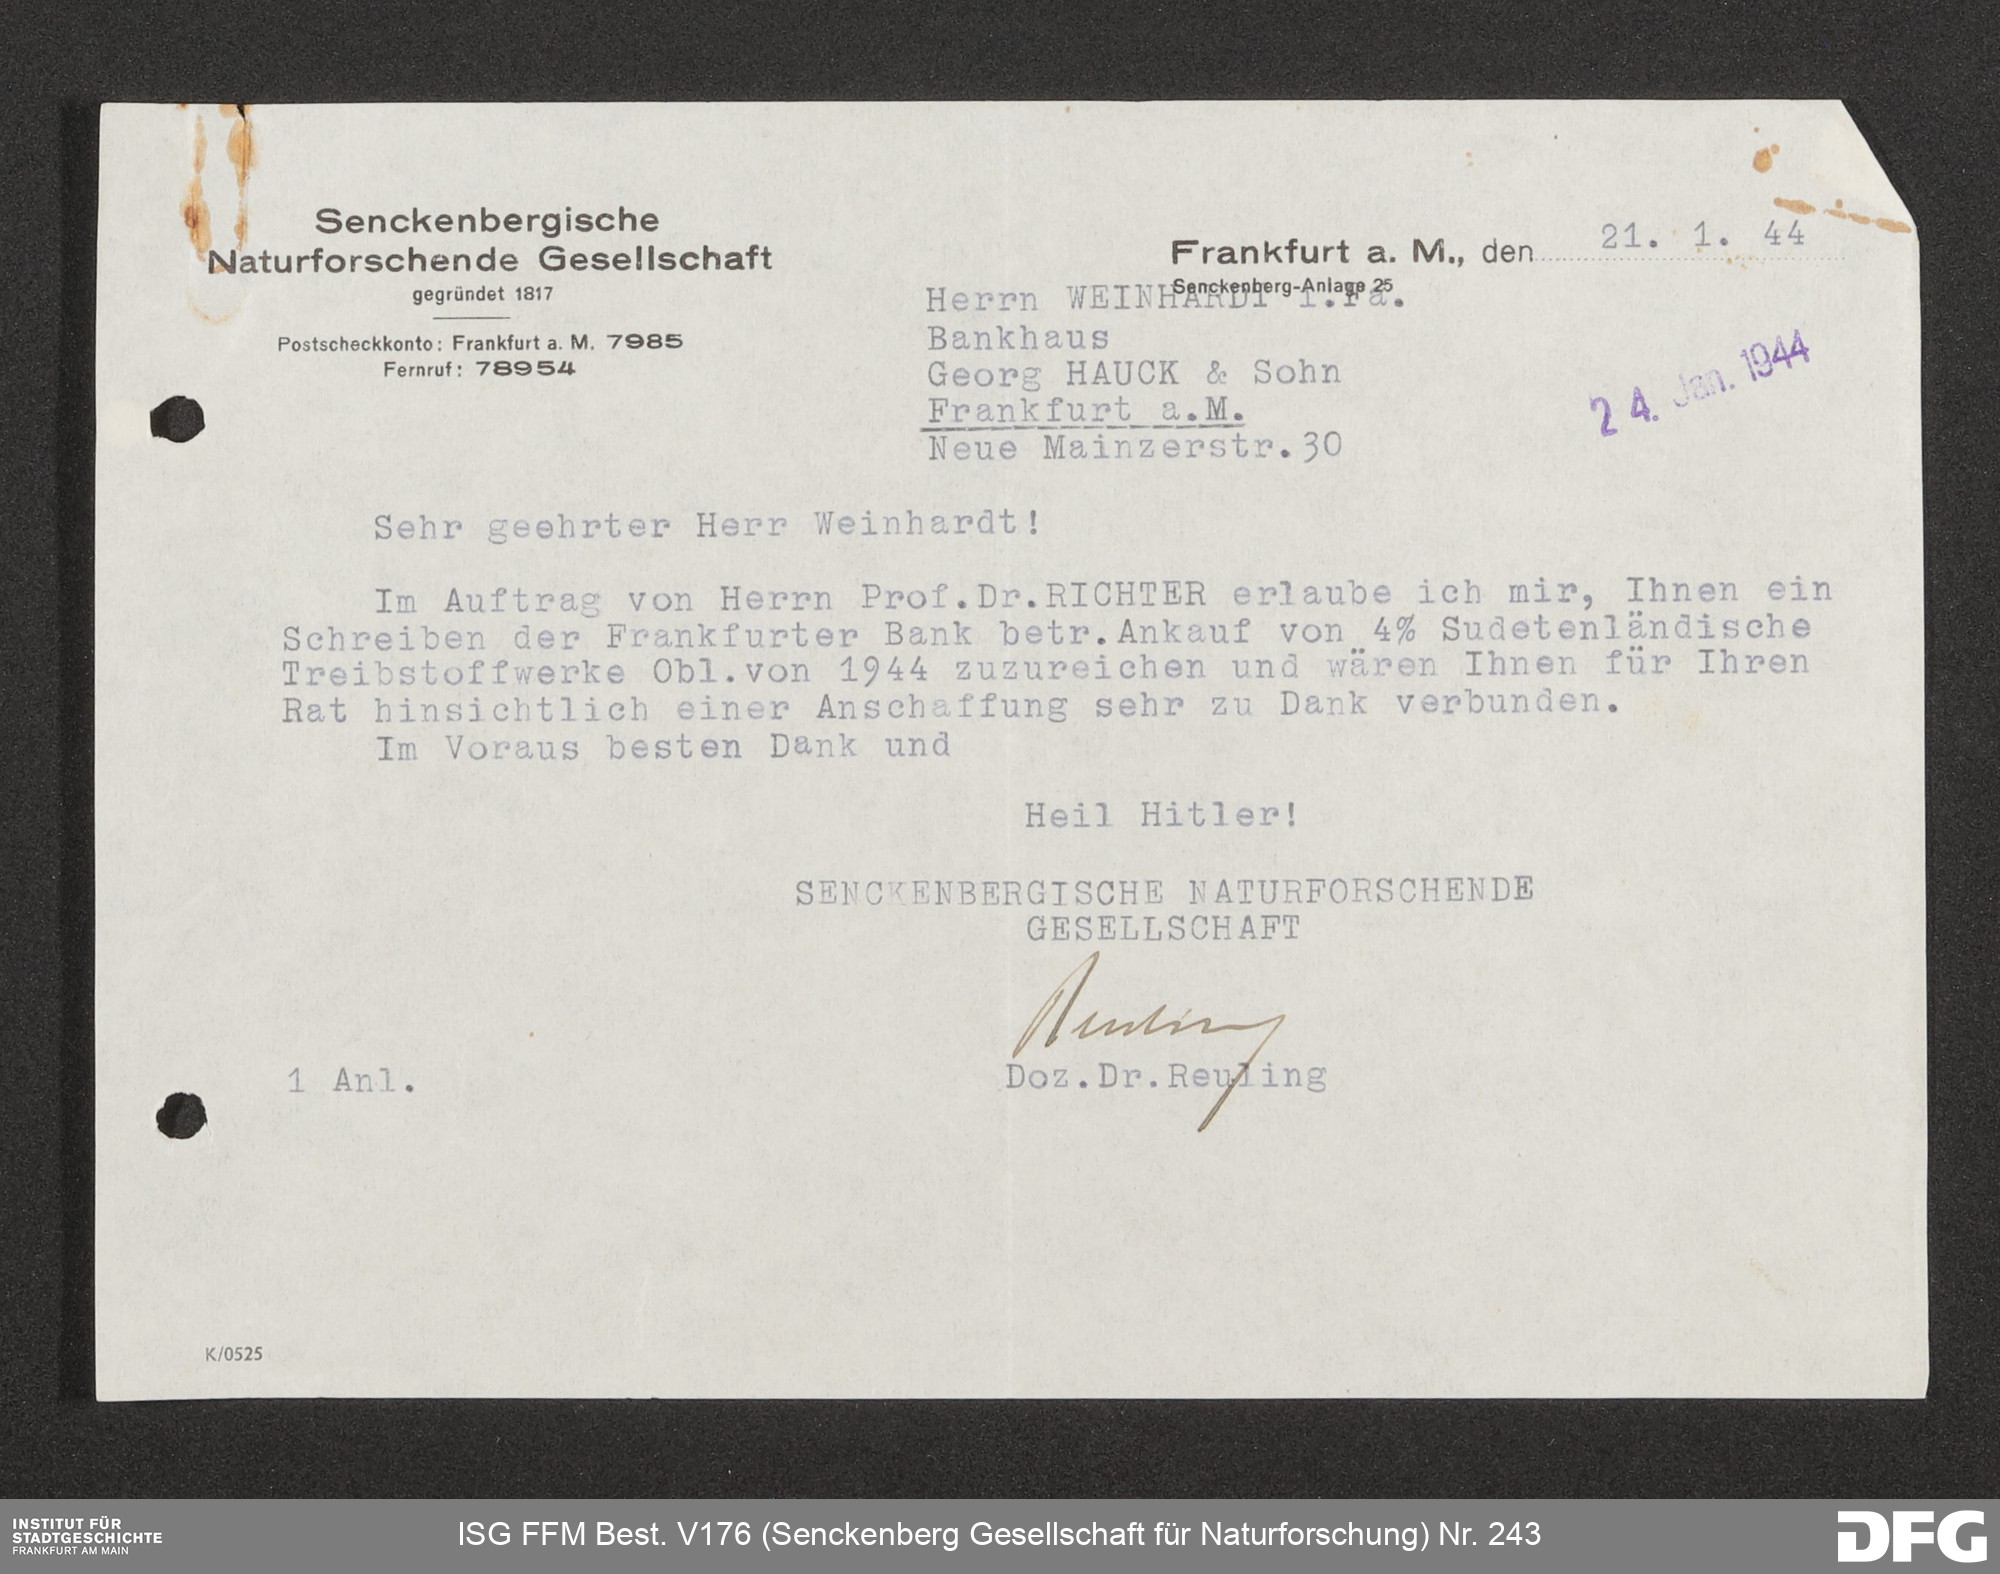 Senckenbergische
Naturforschende Gesellschaft
gegründet 1817
Postscheckkonto: Frankfurt a. M. 7985
Fernruf: 78954
Frankfurt a. M., den 21. 1. 44
Senckenberg-Anlage 25
Herrn WEINHARDT i.Fa.
Bankhaus
Georg HAUCK & Sohn
Frankfurt a.M.
Neue Mainzerstr.30
24. Jan. 1944
Sehr geehrter Herr Weinhardt!
Im Auftrag von Herrn Prof.Dr.RICHTER erlaube ich mir, Ihnen ein
Schreiben der Frankfurter Bank betr.Ankauf von 4% Sudetenländische
Treibstoffwerke Obl.von 1944 zuzureichen und wären Ihnen für Ihren
Rat hinsichtlich einer Anschaffung sehr zu Dank verbunden.
Im Voraus besten Dank und
Heil Hitler!
SENCKENBERGISCHE NATURFORSCHENDE
GESELLSCHAFT
Reuling
Doz.Dr.Reuling
1 Anl.
K/0525
INSTITUT FÜR
STADTGESCHICHTE
FRANKFURT AM MAIN
ISG FFM Best. V176 (Senckenberg Gesellschaft für Naturforschung) Nr. 243
DFG